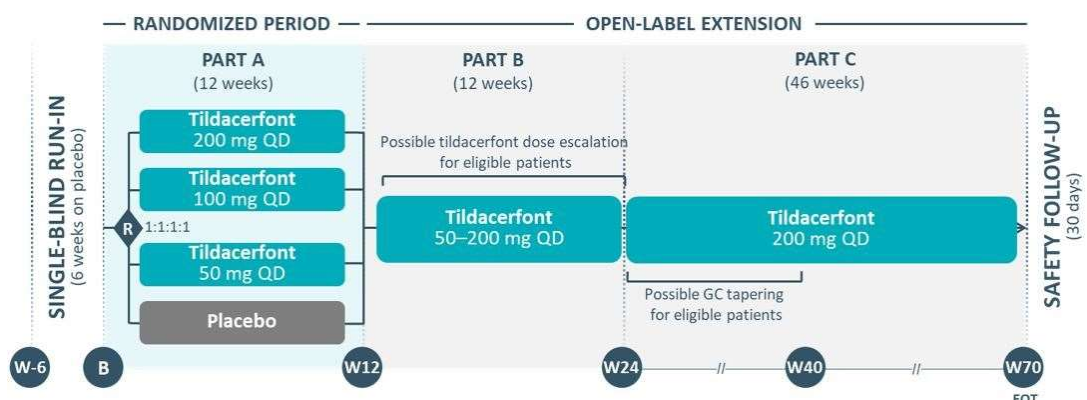 RANDOMIZED PERIOD
OPEN-LABEL EXTENSION
SINGLE-BLIND RUN-IN
(6 weeks on placebo)
PART A
(12 weeks)
Tildacerfont
200 mg QD
Tildacerfont
100 mg QD
R
1:1:1:1
Tildacerfont
50 mg QD
Placebo
PART B
(12 weeks)
Possible tildacerfont dose escalation
for eligible patients
Tildacerfont
50–200 mg QD
PART C
(46 weeks)
Tildacerfont
200 mg QD
Possible GC tapering
for eligible patients
SAFETY FOLLOW-UP
(30 days)
W-6
B
W12
W24
//
W40
//
W70